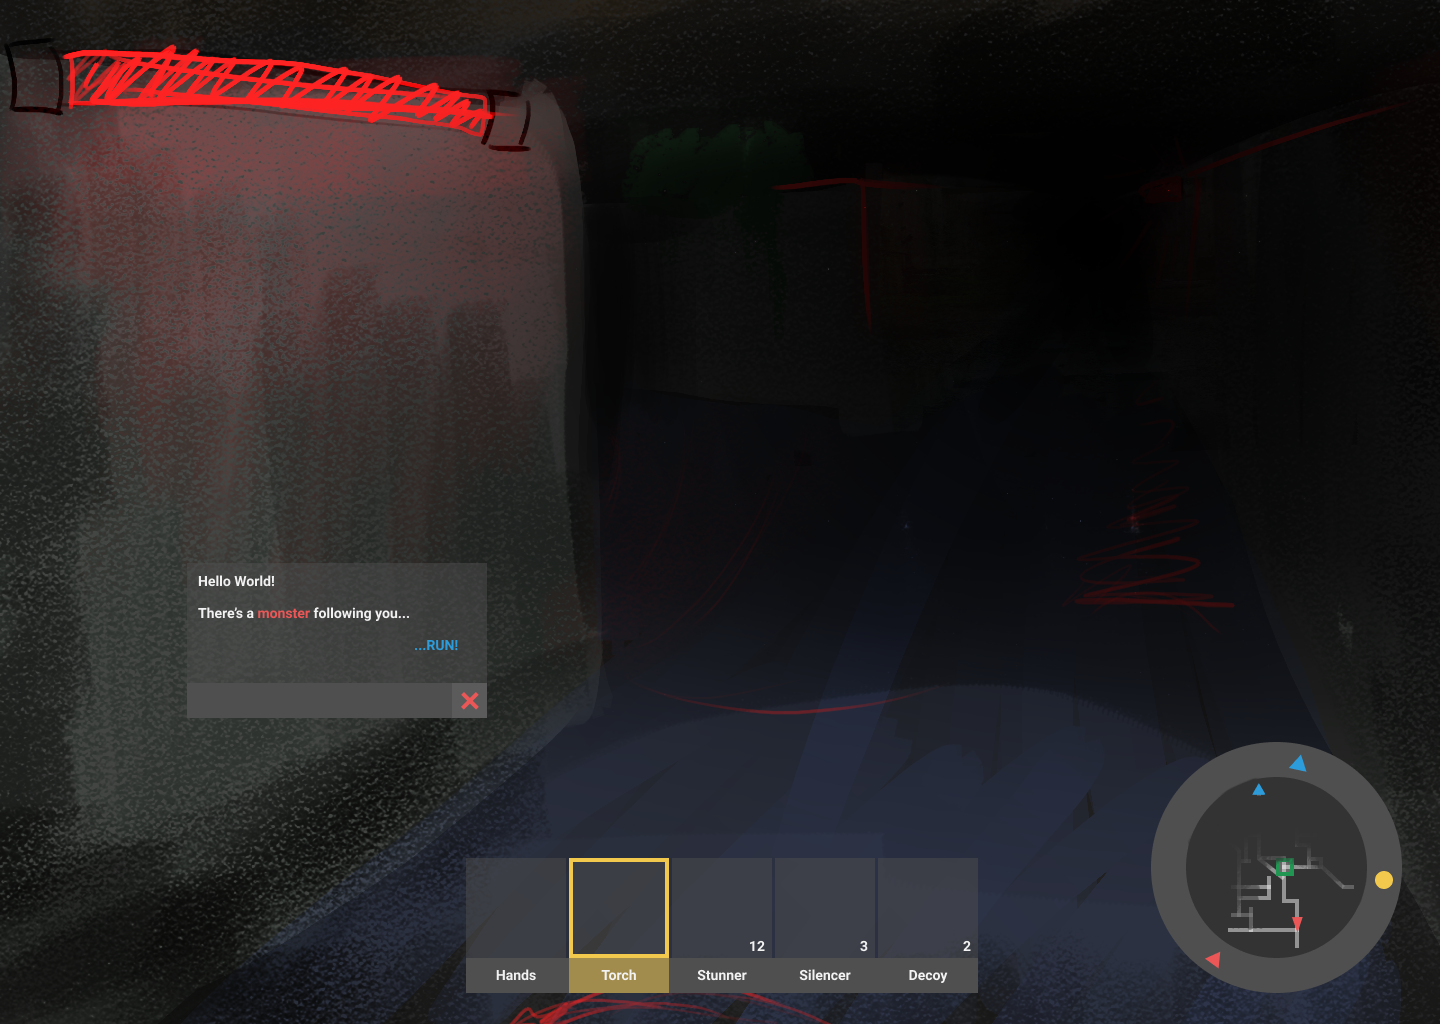 Hello World!
There's a monster following you...
...RUN!
12
3
2
Hands
Torch
Stunner
Silencer
Decoy